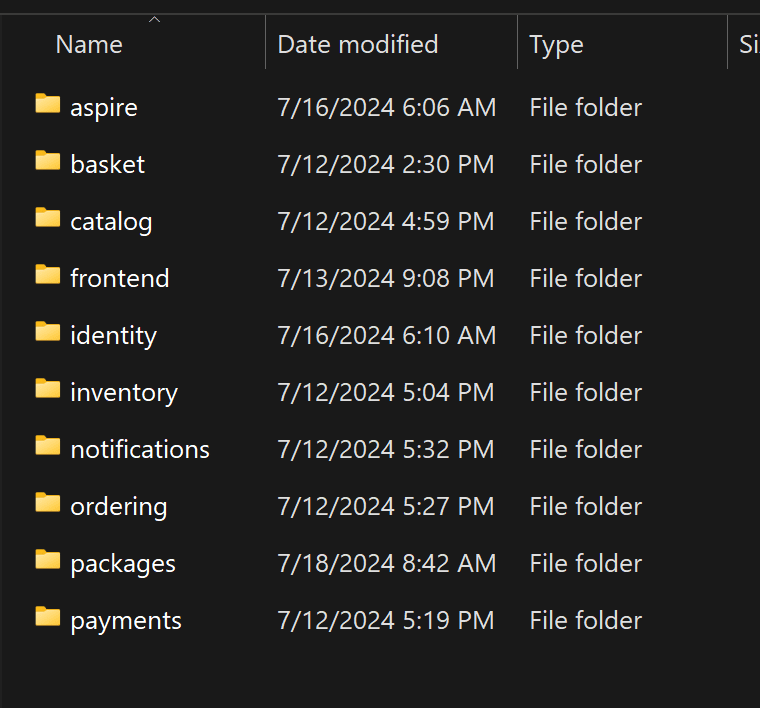 Name Date modified Type Si
aspire 7/16/2024 6:06 AM File folder
basket 7/12/2024 2:30 PM File folder
catalog 7/12/2024 4:59 PM File folder
frontend 7/13/2024 9:08 PM File folder
identity 7/16/2024 6:10 AM File folder
inventory 7/12/2024 5:04 PM File folder
notifications 7/12/2024 5:32 PM File folder
ordering 7/12/2024 5:27 PM File folder
packages 7/18/2024 8:42 AM File folder
payments 7/12/2024 5:19 PM File folder